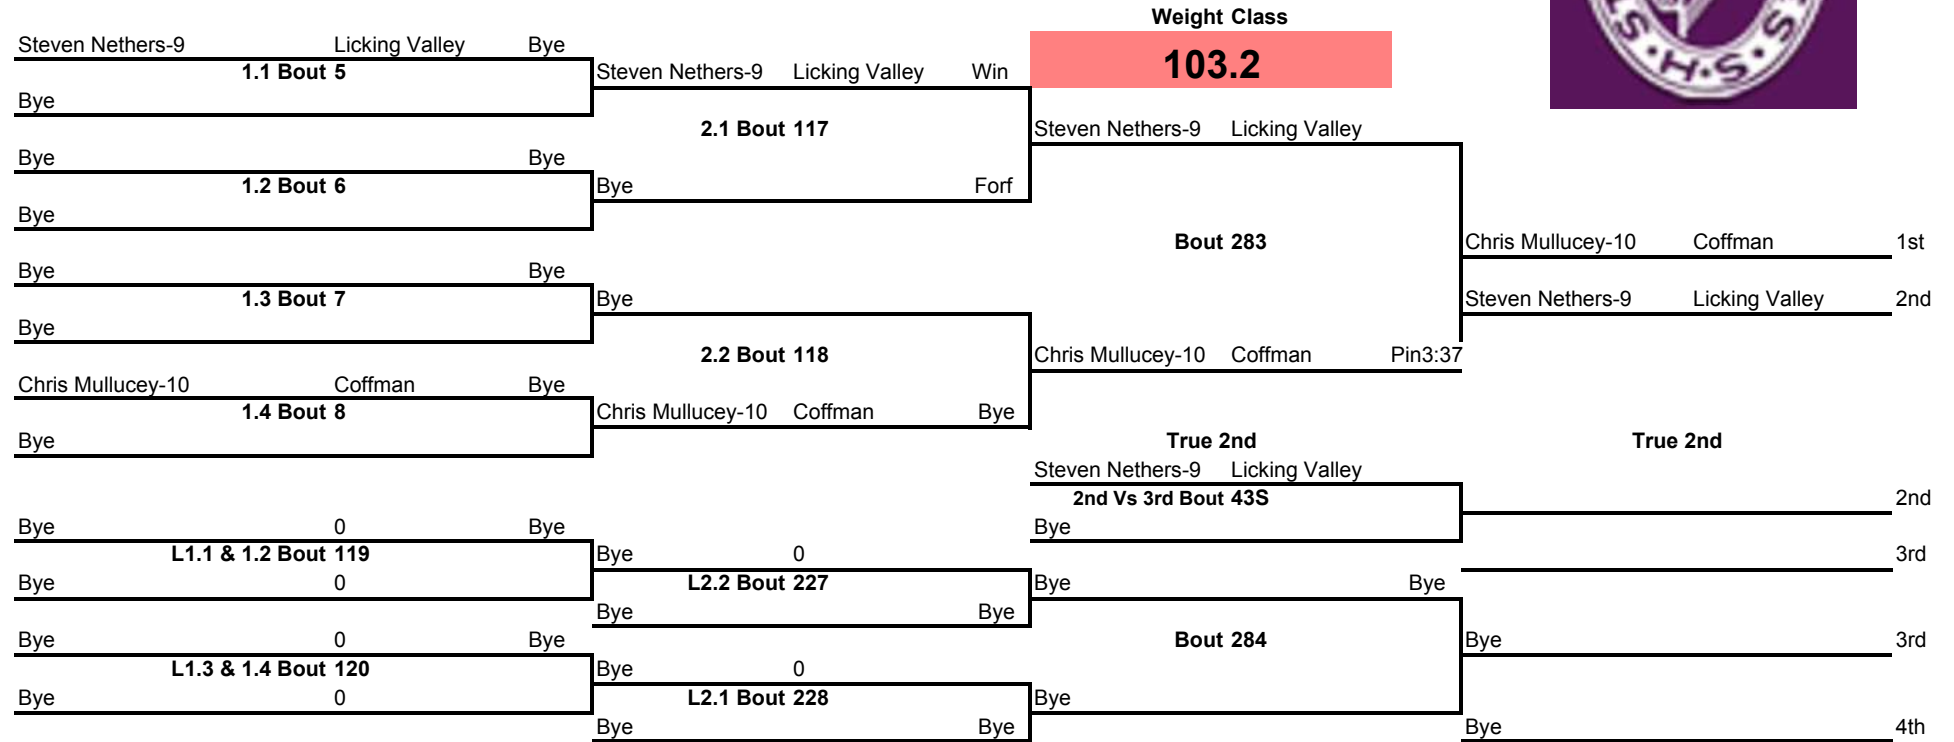 Weight Class
103.2
Steven Nethers-9 Licking Valley Bye
1.1 Bout 5
Bye
Steven Nethers-9 Licking Valley Win
2.1 Bout 117
Steven Nethers-9 Licking Valley
Bye Bye
1.2 Bout 6
Bye Forf
Bye
Bout 283
Chris Mullucey-10 Coffman 1st
Bye Bye
1.3 Bout 7
Bye
Steven Nethers-9 Licking Valley 2nd
Bye
2.2 Bout 118
Chris Mullucey-10 Coffman Pin3:37
Chris Mullucey-10 Coffman Bye
1.4 Bout 8
Chris Mullucey-10 Coffman Bye
Bye
True 2nd
True 2nd
Steven Nethers-9 Licking Valley
2nd Vs 3rd Bout 43S
2nd
Bye
Bye 0 Bye
L1.1 & 1.2 Bout 119
Bye 0
3rd
Bye 0
L2.2 Bout 227
Bye Bye
Bye Bye
Bye 0 Bye
Bout 284
Bye 3rd
L1.3 & 1.4 Bout 120
Bye 0
Bye 0
L2.1 Bout 228
Bye
Bye Bye
Bye 4th